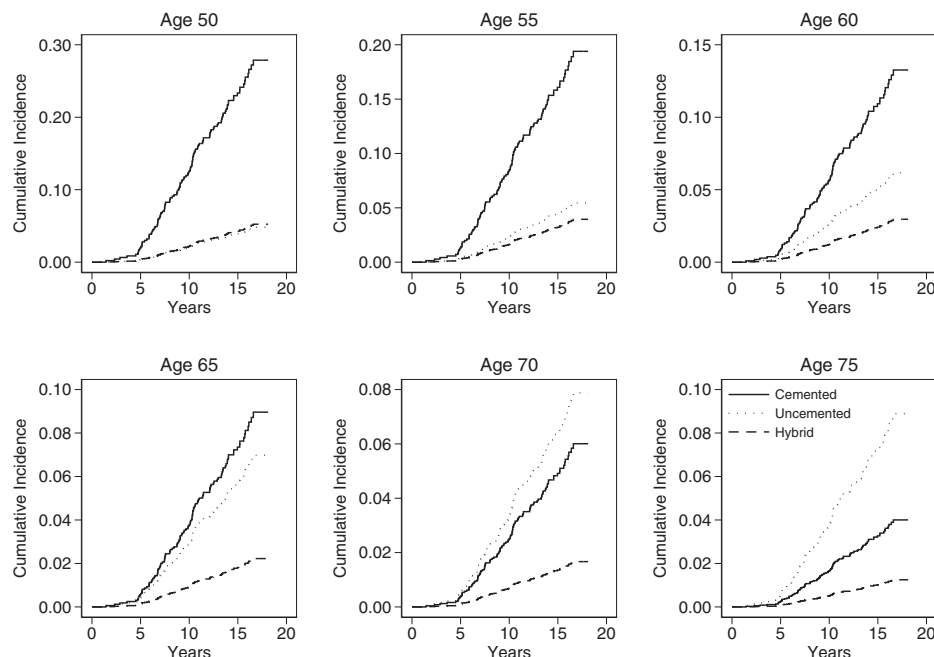 Age 50
Age 55
Age 60
0.30
0.20
0.10
0.00
Cumulative Incidence
0 5 10 15 20
Years
0.20
0.15
0.10
0.05
0.00
Cumulative Incidence
0 5 10 15 20
Years
0.15
0.10
0.05
0.00
Cumulative Incidence
0 5 10 15 20
Years
Age 65
Age 70
Age 75
0.10
0.08
0.06
0.04
0.02
0.00
Cumulative Incidence
0 5 10 15 20
Years
0.08
0.06
0.04
0.02
0.00
Cumulative Incidence
0 5 10 15 20
Years
0.10
0.08
0.06
0.04
0.02
0.00
Cumulative Incidence
Cemented
Uncemented
Hybrid
0 5 10 15 20
Years